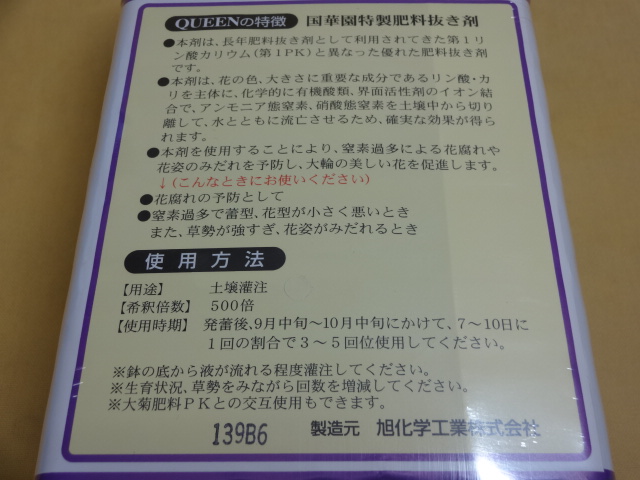 QUEENの特徴　国華園特製肥料抜き剤
●本剤は、長年肥料抜き剤として利用されてきた第1リ
ン酸カリウム(第1PK)と異なった優れた肥料抜き剤
です。
●本剤は、花の色、大きさに重要な成分であるリン酸・カ
リを主体に、化学的に有機酸類、界面活性剤のイオン結
合で、アンモニア態窒素、硝酸態窒素を土壌中から切り
離して、水とともに流亡させるため、確実な効果が得ら
れます。
●本剤を使用することにより、窒素過多による花腐れや
花姿のみだれを予防し、大輪の美しい花を促進します。
↓(こんなときにお使いください)
●花腐れの予防として
●窒素過多で蕾型、花型が小さく悪いとき
また、草勢が強すぎ、花姿がみだれるとき
使用方法
【用途】　土壌灌注
【希釈倍数】　500倍
【使用時期】　発蕾後、9月中旬～10月中旬にかけて、7～10日に
1回の割合で3～5回位使用してください。
※鉢の底から液が流れる程度灌注してください。
※生育状況、草勢をみながら回数を増減してください。
※大菊肥料PKとの交互使用もできます。
139B6　製造元　旭化学工業株式会社